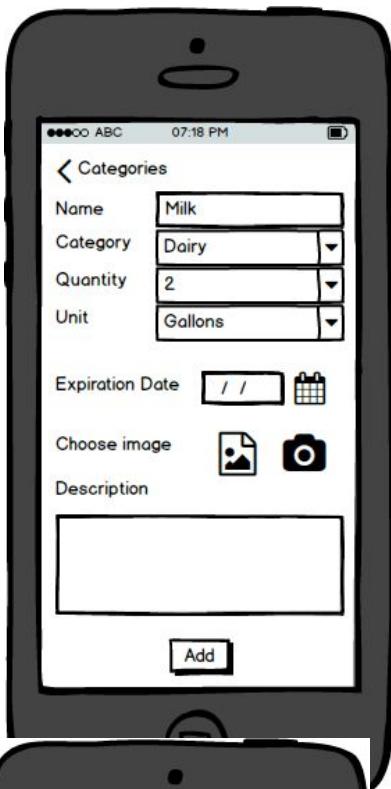 ABC 07:18 PM
Categories
Name Milk
Category Dairy
Quantity 2
Unit Gallons
Expiration Date / /
Choose image
Description
Add